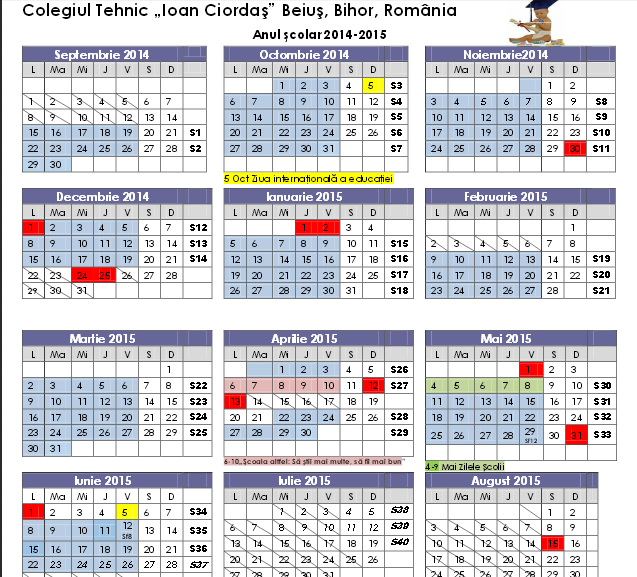 Colegiul Tehnic „Ioan Ciordaş” Beiuş, Bihor, România
Anul școlar 2014-2015
Septembrie 2014
L Ma Mi J V S D
1 2 3 4 5 6 7
8 9 10 11 12 13 14
15 16 17 18 19 20 21 S1
22 23 24 25 26 27 28 S2
29 30
Octombrie 2014
L Ma Mi J V S D
1 2 3 4 5 S3
6 7 8 9 10 11 12 S4
13 14 15 16 17 18 19 S5
20 21 22 23 24 25 26 S6
27 28 29 30 31 S7
5 Oct Ziua internaţională a educaţiei
Noiembrie2014
L Ma Mi J V S D
1 2
3 4 5 6 7 8 9 S8
10 11 12 13 14 15 16 S9
17 18 19 20 21 22 23 S10
24 25 26 27 28 29 30 S11
Decembrie 2014
L Ma Mi J V S D
1 2 3 4 5 6 7 S12
8 9 10 11 12 13 14 S13
15 16 17 18 19 20 21 S14
22 23 24 25 26 27 28
29 30 31
Ianuarie 2015
L Ma Mi J V S D
1 2 3 4
5 6 7 8 9 10 11 S15
12 13 14 15 16 17 18 S16
19 20 21 22 23 24 25 S17
26 27 28 29 30 31 S18
Februarie 2015
L Ma Mi J V S D
1
2 3 4 5 6 7 8
9 10 11 12 13 14 15 S19
16 17 18 19 20 21 22 S20
23 24 25 26 27 28 S21
Martie 2015
L Ma Mi J V S D
1
2 3 4 5 6 7 8 S22
9 10 11 12 13 14 15 S23
16 17 18 19 20 21 22 S24
23 24 25 26 27 28 29 S25
30 31
Aprilie 2015
L Ma Mi J V S D
1 2 3 4 5 S26
6 7 8 9 10 11 12 S27
13 14 15 16 17 18 19
20 21 22 23 24 25 26 S28
27 28 29 30 S29
6-10„Școala altfel: Să știi mai multe, să fii mai bun”
Mai 2015
L Ma Mi J V S D
1 2 3
4 5 6 7 8 9 10 S30
11 12 13 14 15 16 17 S31
18 19 20 21 22 23 24 S32
25 26 27 28 29 Sf12 30 31 S33
4-9 Mai Zilele Școlii
Iunie 2015
L Ma Mi J V S D
1 2 3 4 5 6 7 S34
8 9 10 11 12 Sf8 13 14 S35
15 16 17 18 19 20 21 S36
22 23 24 25 26 27 28 S37
Iulie 2015
L Ma Mi J V S D
1 2 3 4 5 S38
6 7 8 9 10 11 12 S39
13 14 15 16 17 18 19 S40
20 21 22 23 24 25 26
August 2015
L Ma Mi J V S D
1 2
3 4 5 6 7 8 9
10 11 12 13 14 15 16
17 18 19 20 21 22 23